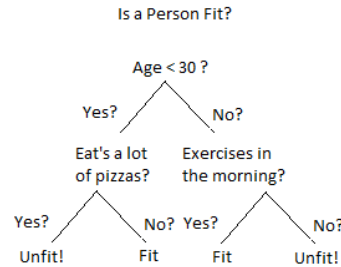 Is a Person Fit?
Age < 30 ?
Yes?
No?
Eat's a lot
of pizzas?
Exercises in
the morning?
Yes?
No?
Yes?
No?
Unfit!
Fit
Fit
Unfit!